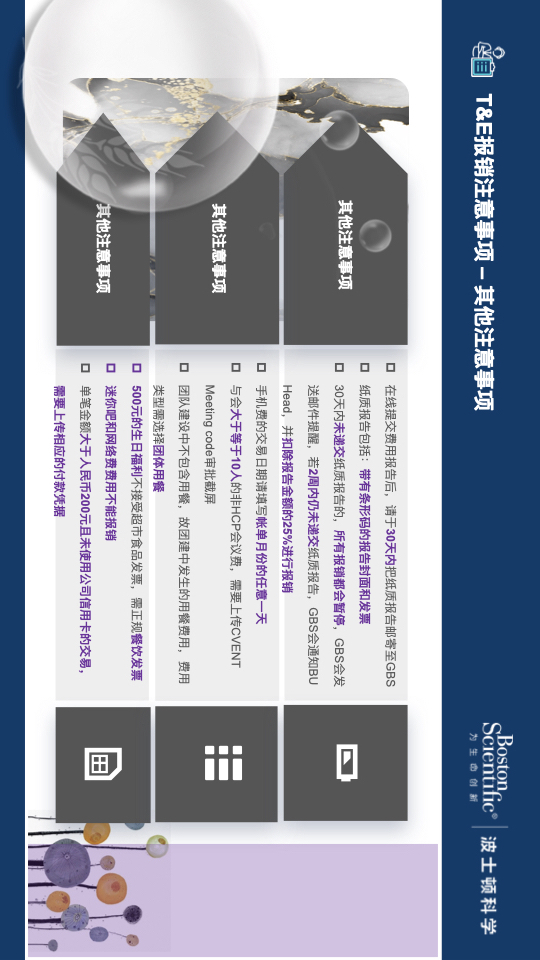 T&E报销注意事项 – 其他注意事项
Boston
Scientific®
为生命创新
波士顿科学
其他注意事项
在线提交费用报告后，请于30天内把纸质报告邮寄至GBS
纸质报告包括：带有条形码的报告封面和发票
30天内未递交纸质报告的，所有报销都会暂停，GBS会发
送邮件提醒，若2周内仍未递交纸质报告，GBS会通知BU
Head，并扣除报告金额的25%进行报销
其他注意事项
手机费的交易日期请填写帐单月份的任意一天
与会大于等于10人的非HCP会议费，需要上传CVENT
Meeting code审批截屏
团队建设中不包含用餐，故团建中发生的用餐费用，费用
类型需选择团体用餐
其他注意事项
500元的生日福利不接受超市食品发票，需正规餐饮发票
迷你吧和网络费费用不能报销
单笔金额大于人民币200元且未使用公司信用卡的交易，
需要上传相应的付款凭据